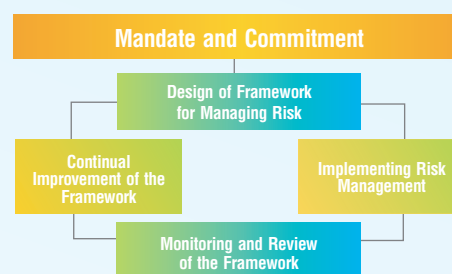 Mandate and Commitment
Design of Framework
for Managing Risk
Continual
Improvement of the
Framework
Implementing Risk
Management
Monitoring and Review
of the Framework